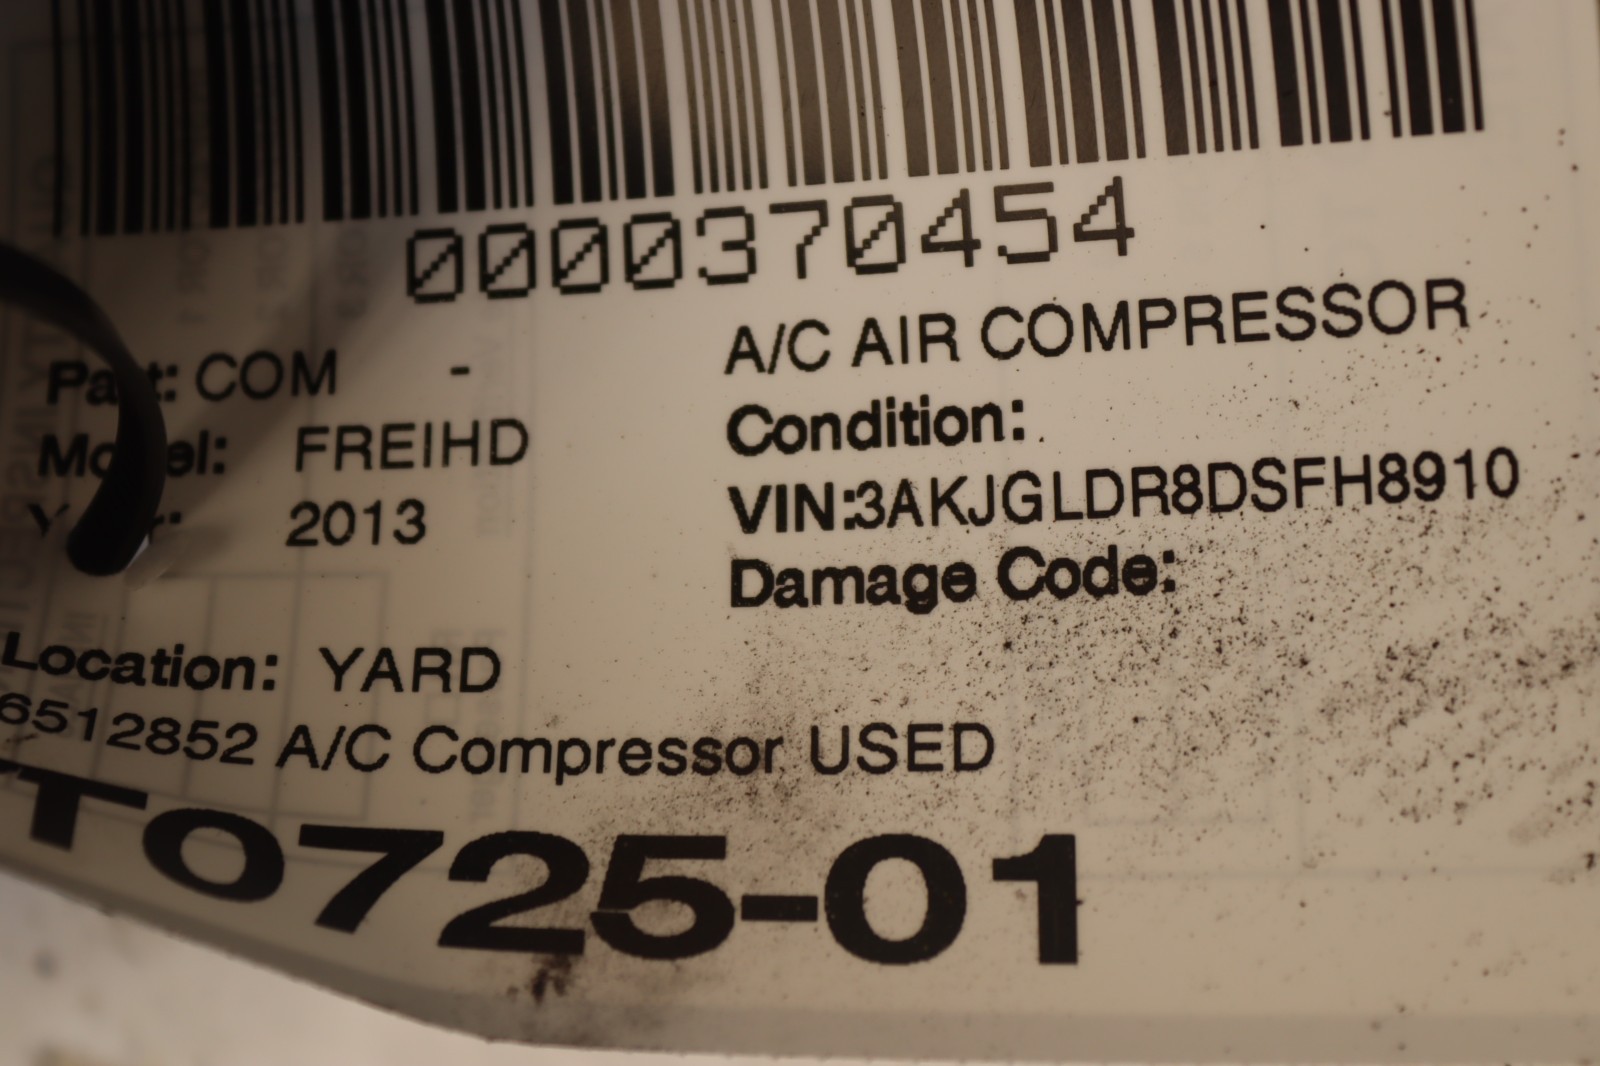 0000370454
A/C AIR COMPRESSOR
Part: COM -
Condition:
Model: FREIHD
VIN:3AKJGLDR8DSFH8910
Year: 2013
Damage Code:
Location: YARD
6512852 A/C Compressor USED
T0725-01